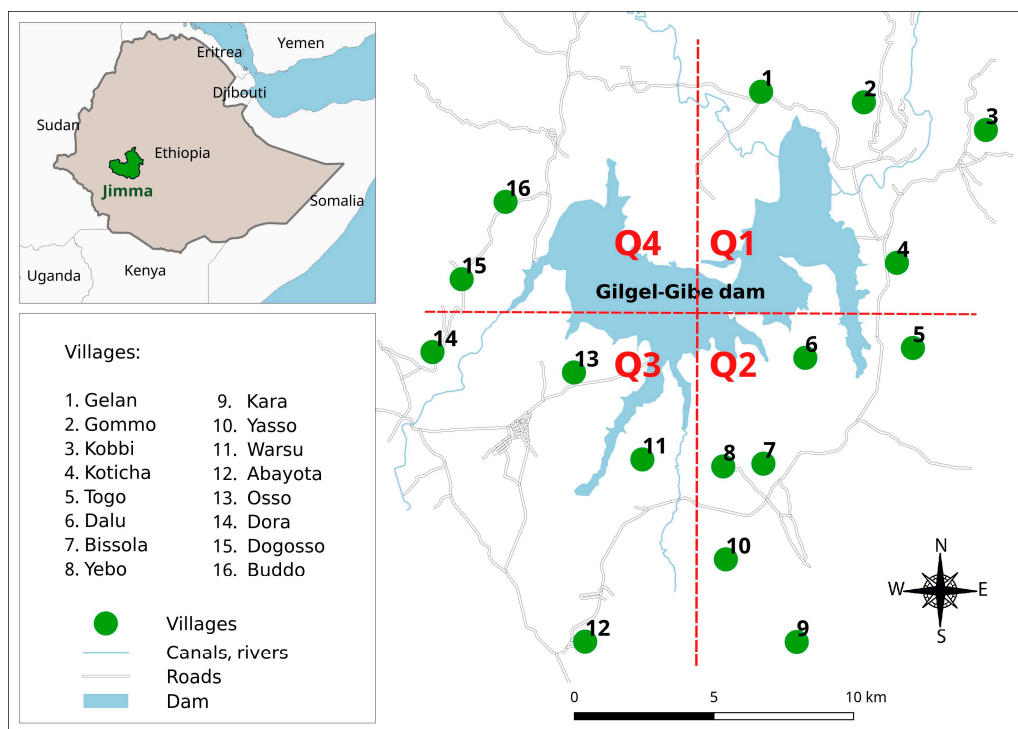 Yemen
Eritrea
Djibouti
Sudan
Ethiopia
Jimma
Somalia
Uganda
Kenya
Villages:
1. Gelan
2. Gommo
3. Kobbi
4. Koticha
5. Togo
6. Dalu
7. Bissola
8. Yebo
9. Kara
10. Yasso
11. Warsu
12. Abayota
13. Osso
14. Dora
15. Dogosso
16. Buddo
Villages
Canals, rivers
Roads
Dam
1
2
3
16
Q4
Q1
4
15
Gilgel-Gibe dam
14
13
Q3
Q2
6
5
11
8
7
10
12
9
N
W
E
S
0
5
10 km